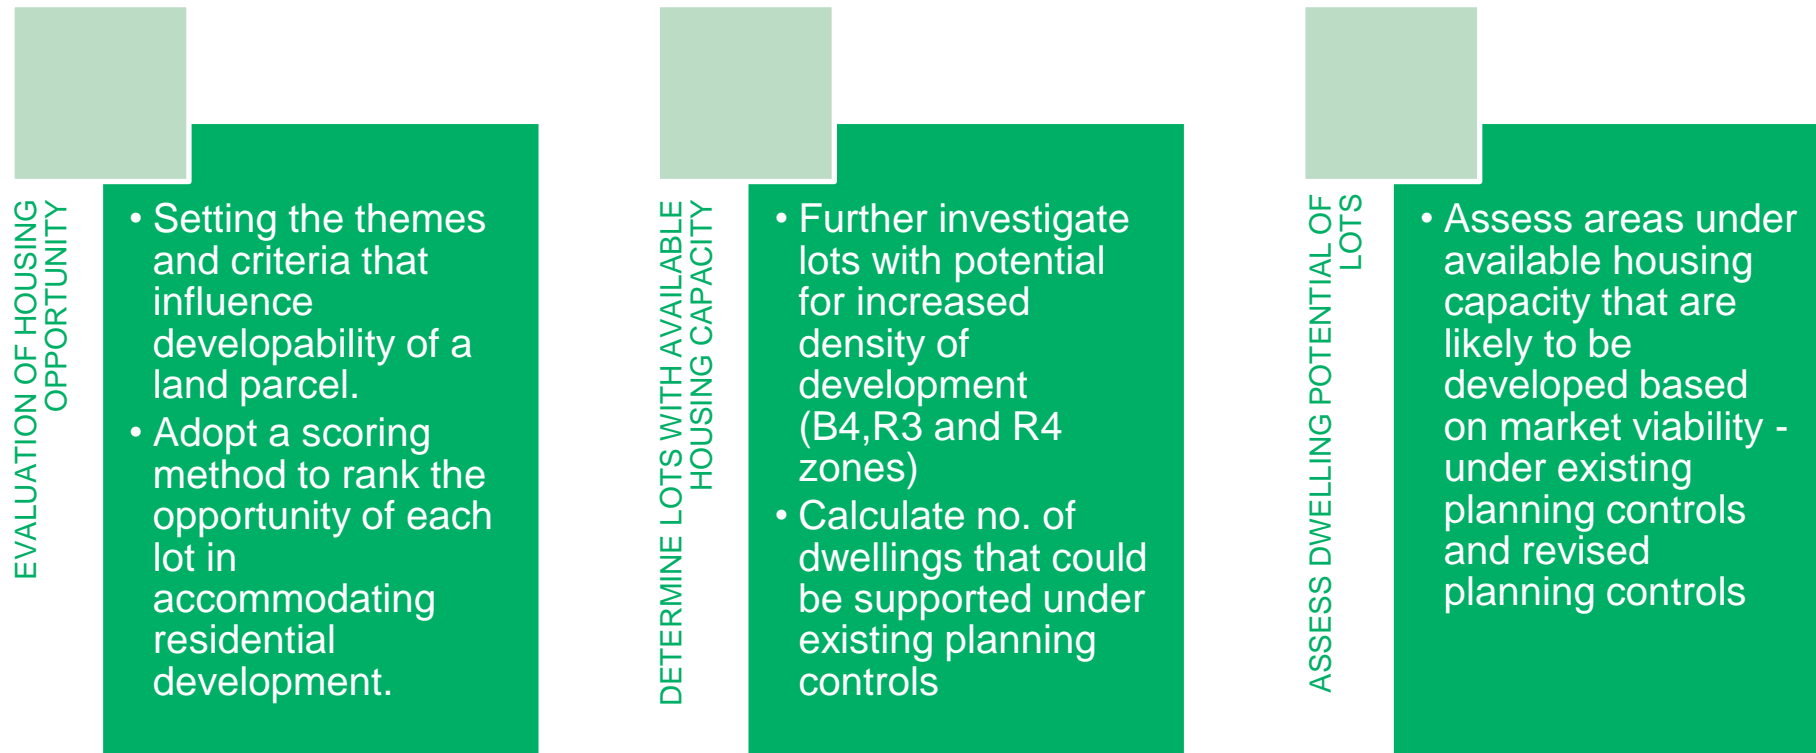 EVALUATION OF HOUSING
OPPORTUNITY
• Setting the themes
and criteria that
influence
developability of a
land parcel.
• Adopt a scoring
method to rank the
opportunity of each
lot in
accommodating
residential
development.
DETERMINE LOTS WITH AVAILABLE
HOUSING CAPACITY
• Further investigate
lots with potential
for increased
density of
development
(B4,R3 and R4
zones)
• Calculate no. of
dwellings that could
be supported under
existing planning
controls
ASSESS DWELLING POTENTIAL OF
LOTS
• Assess areas under
available housing
capacity that are
likely to be
developed based
on market viability -
under existing
planning controls
and revised
planning controls